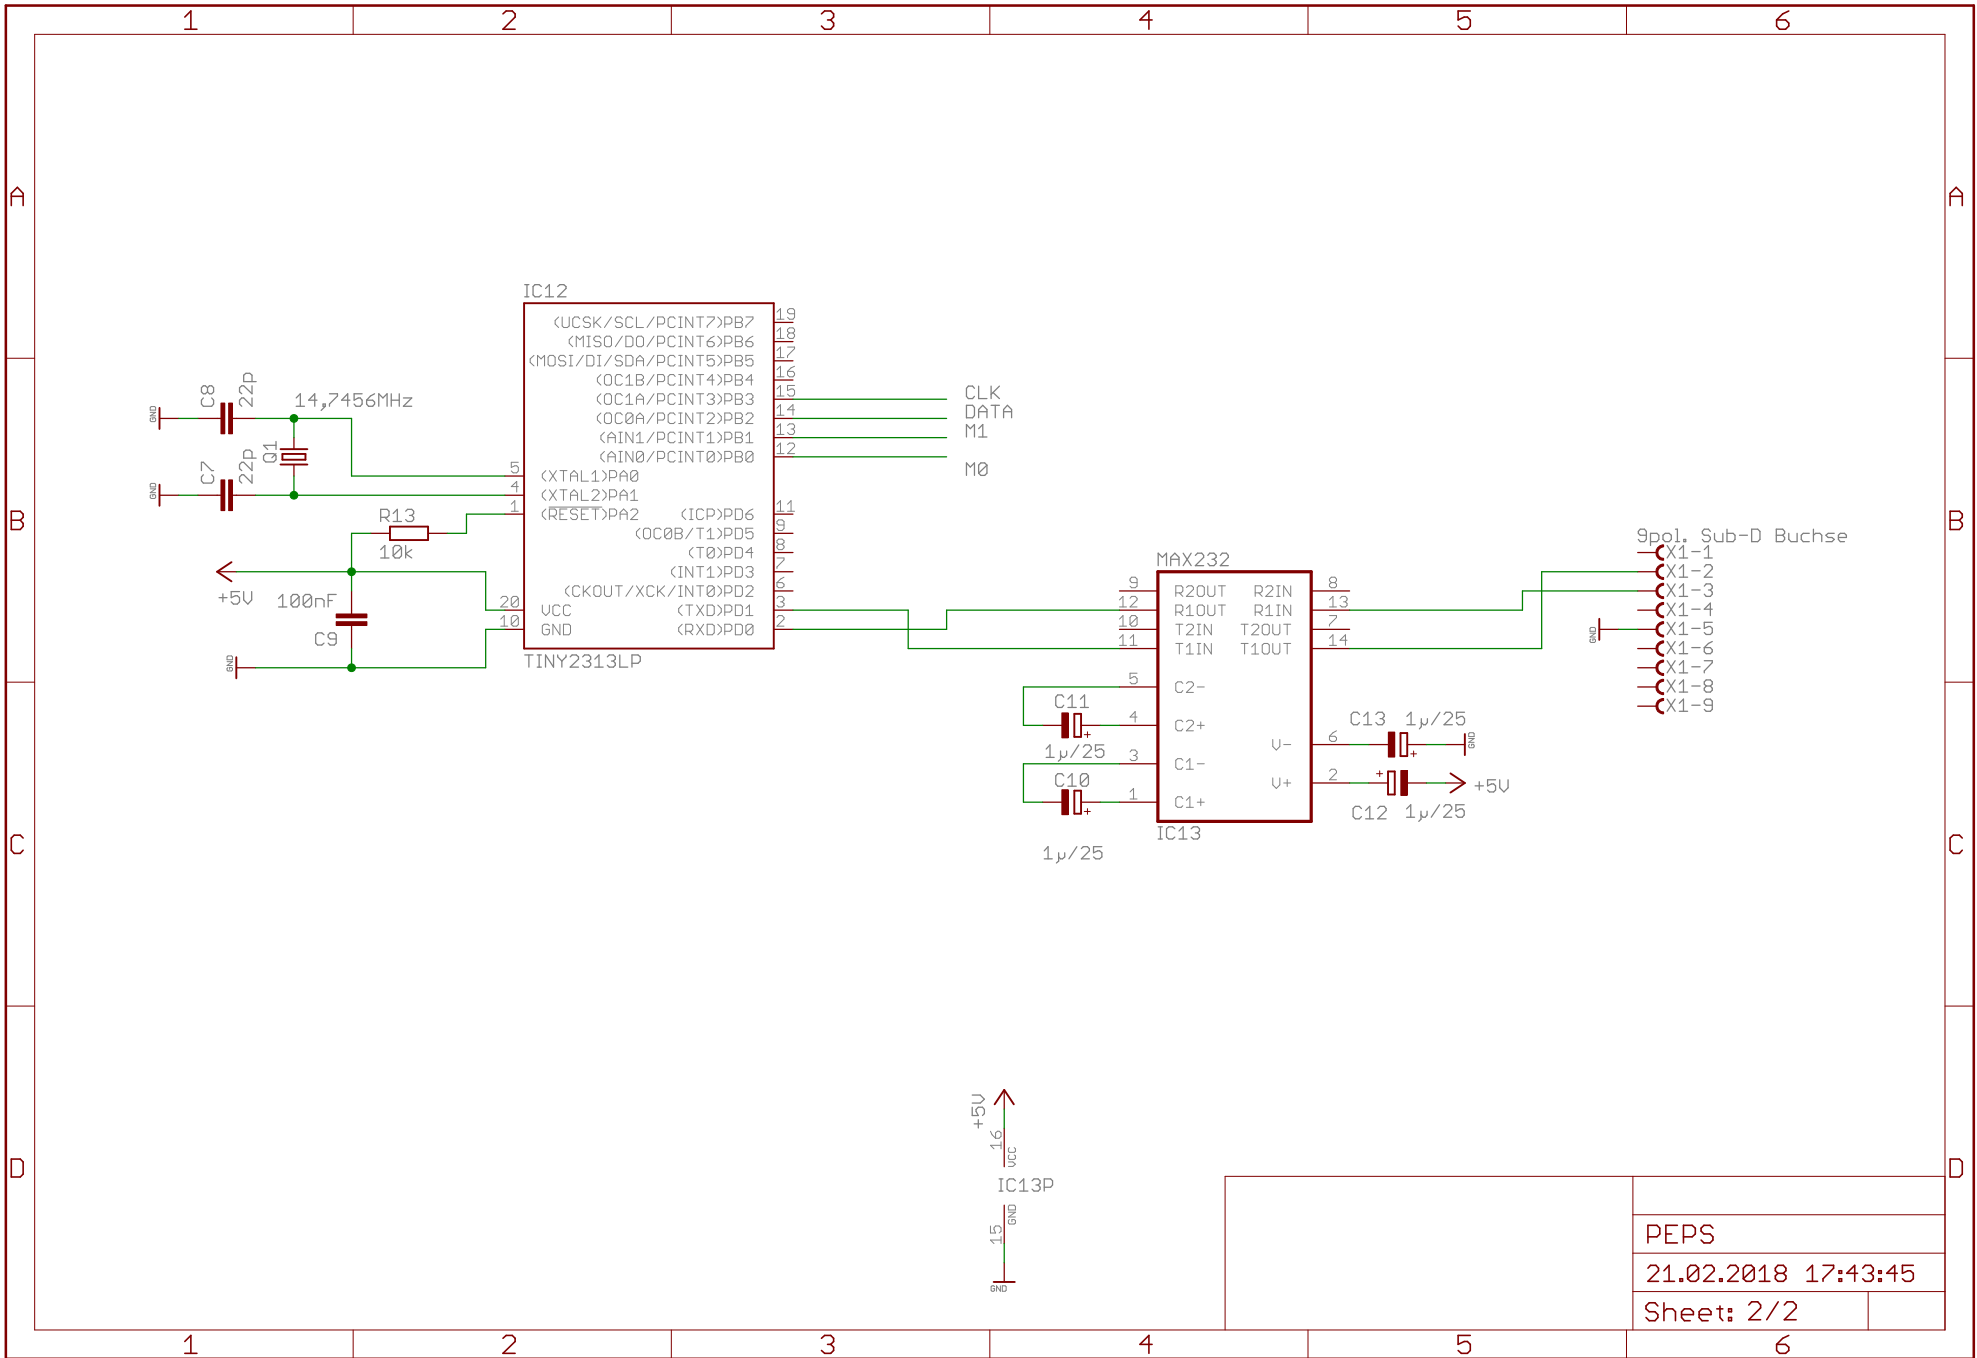 1 2 3 4 5 6
A A
IC12
(UCSK/SCL/PCINT7)PB7 19
(MISO/DO/PCINT6)PB6 18
(MOSI/DI/SDA/PCINT5)PB5 17
(OC1B/PCINT4)PB4 16
(OC1A/PCINT3)PB3 15 CLK
(OC0A/PCINT2)PB2 14 DATA
(AIN1/PCINT1)PB1 13 M1
(AIN0/PCINT0)PB0 12 M0
GND C8 22p 14,7456MHz
Q1
GND C7 22p
5 (XTAL1)PA0
4 (XTAL2)PA1
1 (RESET)PA2 (ICP)PD6 11
(OC0B/T1)PD5 9
(T0)PD4 8
(INT1)PD3 7
(CKOUT/XCK/INT0)PD2 6
20 VCC (TXD)PD1 3
10 GND (RXD)PD0 2
TINY2313LP
B B
R13
10k
+5V
100nF
C9
GND
MAX232
9 R2OUT R2IN 8
12 R1OUT R1IN 13
10 T2IN T2OUT 7
11 T1IN T1OUT 14
5 C2-
4 C2+
3 C1-
1 C1+
V- 6
V+ 2
IC13
C11
1µ/25
C10
1µ/25
C13 1µ/25
GND
+5V
C12 1µ/25
9pol. Sub-D Buchse
X1-1
X1-2
X1-3
X1-4
GND X1-5
X1-6
X1-7
X1-8
X1-9
C C
+5V
16 VCC
IC13P
15 GND
GND
D D
PEPS
21.02.2018 17:43:45
Sheet: 2/2
1 2 3 4 5 6